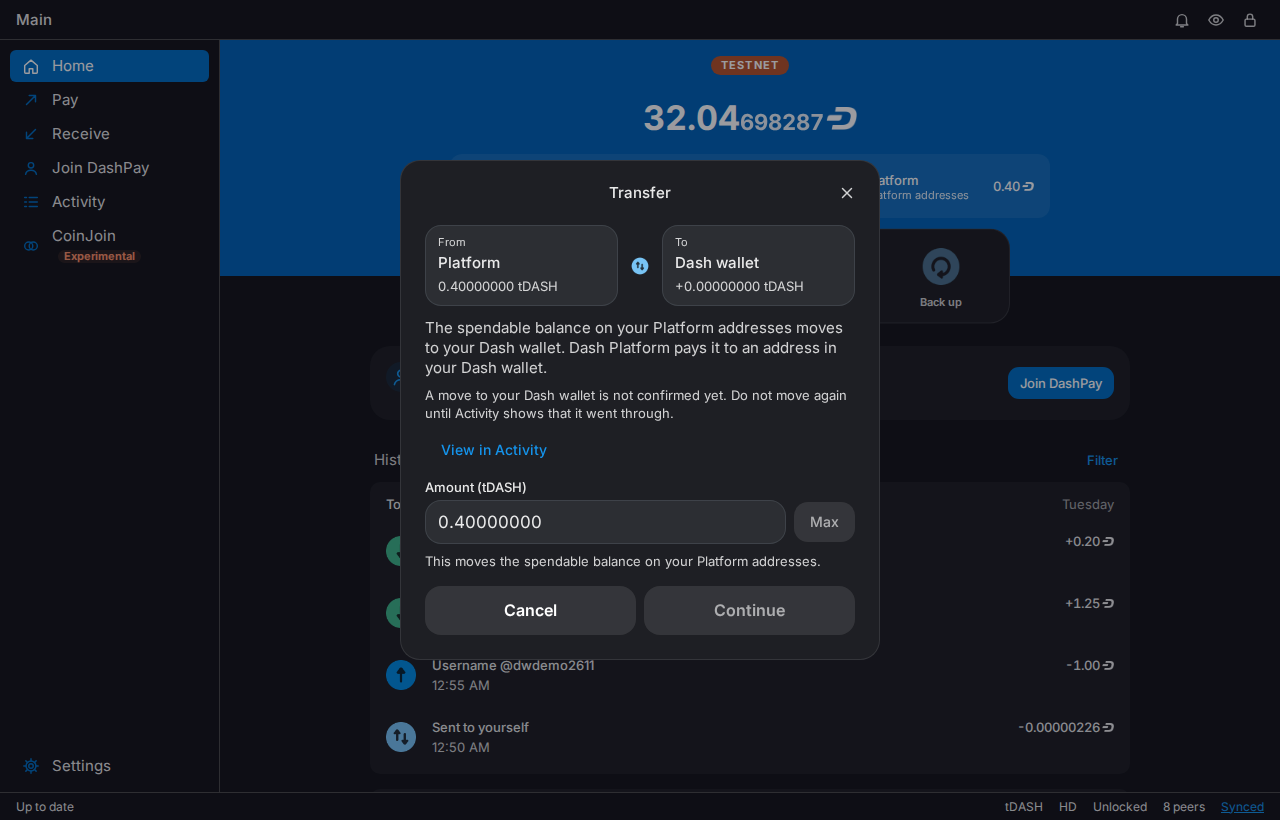 Main
Home
Pay
Receive
Join DashPay
Activity
CoinJoin
Experimental
Settings
TESTNET
32.04698287
atform
atform addresses
0.40
Back up
Join DashPay
Hist
Filter
To
Tuesday
+0.20
+1.25
Username @dwdemo2611
12:55 AM
-1.00
Sent to yourself
12:50 AM
-0.00000226
Transfer
From
Platform
0.40000000 tDASH
To
Dash wallet
+0.00000000 tDASH
The spendable balance on your Platform addresses moves
to your Dash wallet. Dash Platform pays it to an address in
your Dash wallet.
A move to your Dash wallet is not confirmed yet. Do not move again
until Activity shows that it went through.
View in Activity
Amount (tDASH)
0.40000000
Max
This moves the spendable balance on your Platform addresses.
Cancel
Continue
Up to date
tDASH
HD
Unlocked
8 peers
Synced